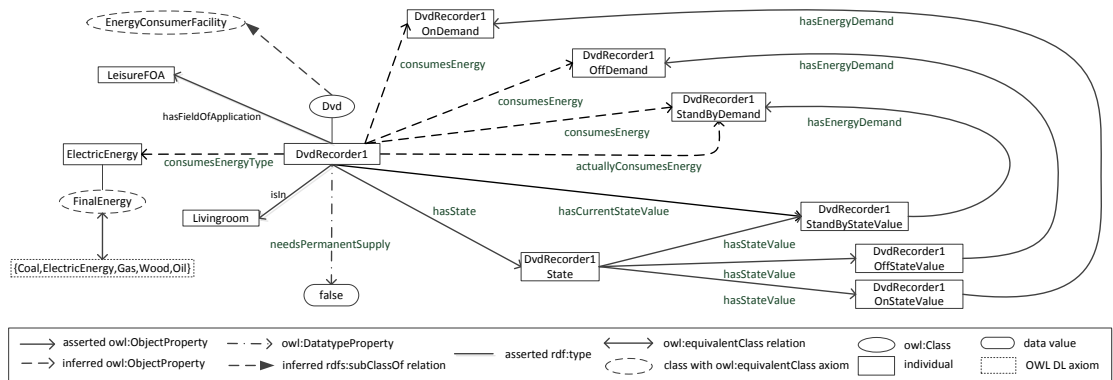 EnergyConsumerFacility
DvdRecorder1
OnDemand
hasEnergyDemand
DvdRecorder1
OffDemand
hasEnergyDemand
LeisureFOA
consumesEnergy
Dvd
consumesEnergy
DvdRecorder1
StandByDemand
hasFieldOfApplication
consumesEnergy
hasEnergyDemand
ElectricEnergy
consumesEnergyType
DvdRecorder1
actuallyConsumesEnergy
FinalEnergy
isIn
Livingroom
hasState
hasCurrentStateValue
DvdRecorder1
StandByStateValue
needsPermanentSupply
hasStateValue
{Coal,ElectricEnergy,Gas,Wood,Oil}
DvdRecorder1
State
DvdRecorder1
OffStateValue
hasStateValue
false
DvdRecorder1
OnStateValue
hasStateValue
asserted owl:ObjectProperty
owl:DatatypeProperty
asserted rdf:type
owl:equivalentClass relation
owl:Class
data value
inferred owl:ObjectProperty
inferred rdfs:subClassOf relation
class with owl:equivalentClass axiom
individual
OWL DL axiom